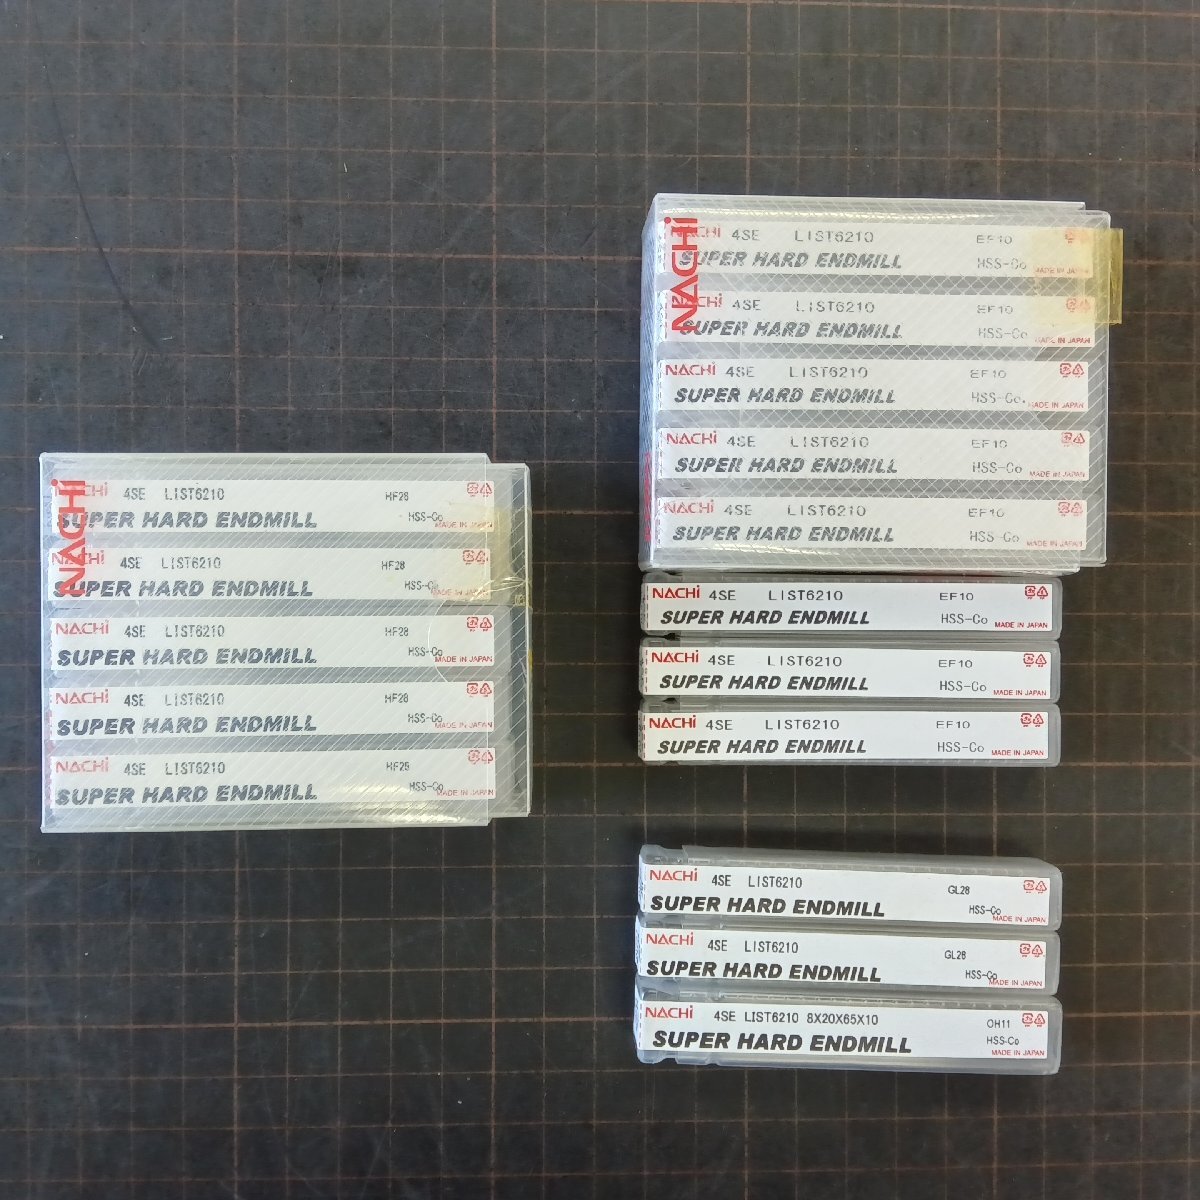 NACHi
NACHi 4SE LIST6210 HF28
SUPER HARD ENDMILL HSS-Co MADE IN JAPAN
NACHi 4SE LIST6210 HF28
SUPER HARD ENDMILL HSS-Co MADE IN JAPAN
NACHi 4SE LIST6210 HF28
SUPER HARD ENDMILL HSS-Co MADE IN JAPAN
NACHi 4SE LIST6210 HF28
SUPER HARD ENDMILL HSS-Co MADE IN JAPAN
NACHi 4SE LIST6210 HF28
SUPER HARD ENDMILL HSS-Co MADE IN JAPAN
NACHi
NACHi 4SE LIST6210 EF10
SUPER HARD ENDMILL HSS-Co MADE IN JAPAN
NACHi 4SE LIST6210 EF10
SUPER HARD ENDMILL HSS-Co MADE IN JAPAN
NACHi 4SE LIST6210 EF10
SUPER HARD ENDMILL HSS-Co MADE IN JAPAN
NACHi 4SE LIST6210 EF10
SUPER HARD ENDMILL HSS-Co MADE IN JAPAN
NACHi 4SE LIST6210 EF10
SUPER HARD ENDMILL HSS-Co MADE IN JAPAN
NACHi 4SE LIST6210 EF10
SUPER HARD ENDMILL HSS-Co MADE IN JAPAN
NACHi 4SE LIST6210 EF10
SUPER HARD ENDMILL HSS-Co MADE IN JAPAN
NACHi 4SE LIST6210 EF10
SUPER HARD ENDMILL HSS-Co MADE IN JAPAN
NACHi 4SE LIST6210 GL28
SUPER HARD ENDMILL HSS-Co MADE IN JAPAN
NACHi 4SE LIST6210 GL28
SUPER HARD ENDMILL HSS-Co MADE IN JAPAN
NACHi 4SE LIST6210 8X20X65X10 OH11
SUPER HARD ENDMILL HSS-Co MADE IN JAPAN